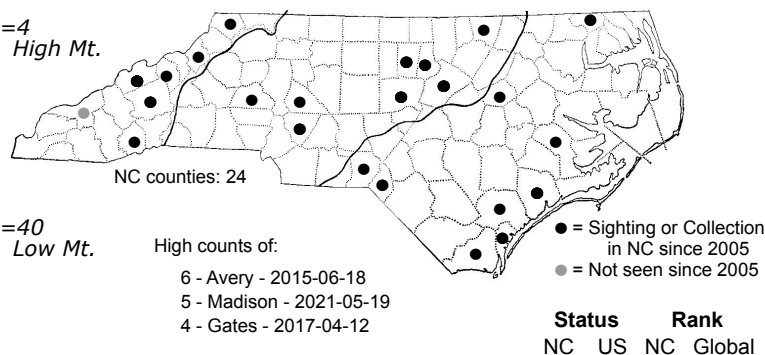 =4
High Mt.
NC counties: 24
=40
Low Mt.
High counts of:
6 - Avery - 2015-06-18
5 - Madison - 2021-05-19
4 - Gates - 2017-04-12
= Sighting or Collection
in NC since 2005
= Not seen since 2005
Status Rank
NC US NC Global